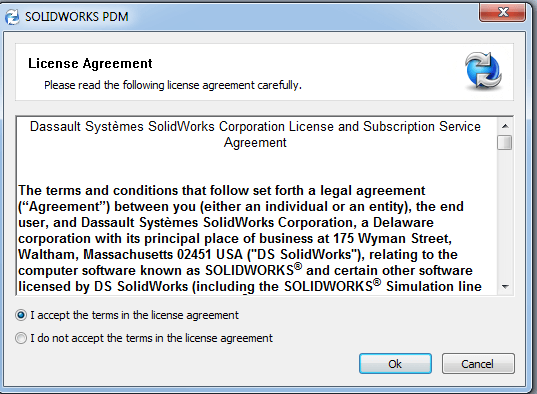 SOLIDWORKS PDM
License Agreement
Please read the following license agreement carefully.
Dassault Systèmes SolidWorks Corporation License and Subscription Service
Agreement
The terms and conditions that follow set forth a legal agreement
(“Agreement”) between you (either an individual or an entity), the end
user, and Dassault Systèmes SolidWorks Corporation, a Delaware
corporation with its principal place of business at 175 Wyman Street,
Waltham, Massachusetts 02451 USA ("DS SolidWorks"), relating to the
computer software known as SOLIDWORKS® and certain other software
licensed by DS SolidWorks (including the SOLIDWORKS® Simulation line
I accept the terms in the license agreement
I do not accept the terms in the license agreement
Ok
Cancel